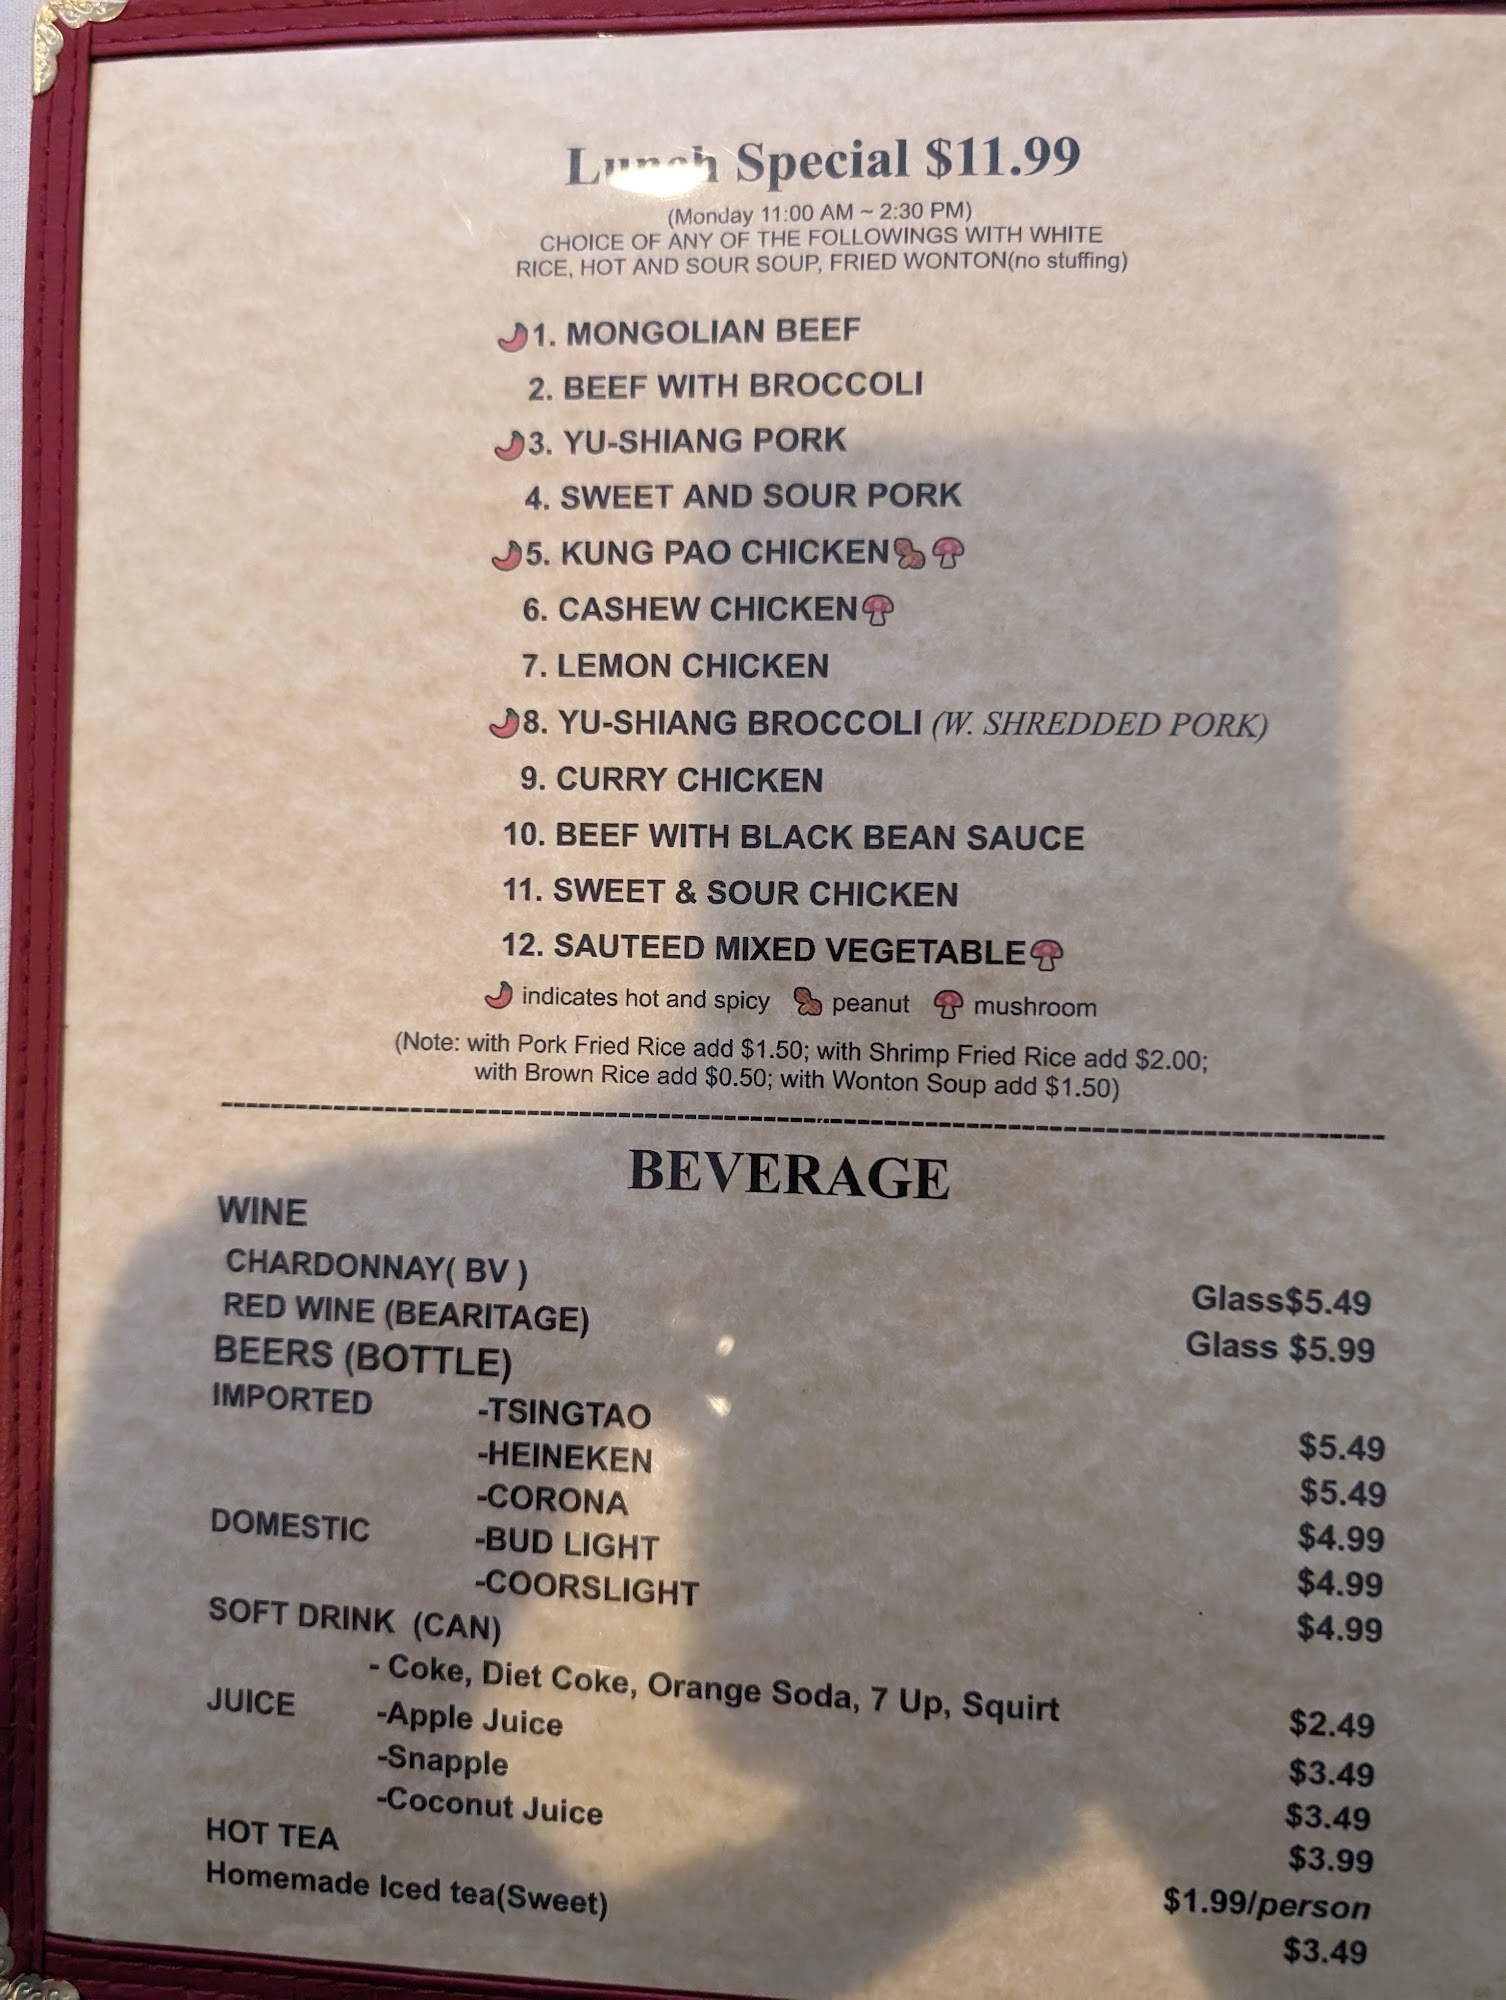 Lunch Special $11.99
(Monday 11:00 AM ~ 2:30 PM)
CHOICE OF ANY OF THE FOLLOWINGS WITH WHITE
RICE, HOT AND SOUR SOUP, FRIED WONTON(no stuffing)
1. MONGOLIAN BEEF
2. BEEF WITH BROCCOLI
3. YU-SHIANG PORK
4. SWEET AND SOUR PORK
5. KUNG PAO CHICKEN
6. CASHEW CHICKEN
7. LEMON CHICKEN
8. YU-SHIANG BROCCOLI (W. SHREDDED PORK)
9. CURRY CHICKEN
10. BEEF WITH BLACK BEAN SAUCE
11. SWEET & SOUR CHICKEN
12. SAUTEED MIXED VEGETABLE
indicates hot and spicy peanut mushroom
(Note: with Pork Fried Rice add $1.50; with Shrimp Fried Rice add $2.00;
with Brown Rice add $0.50; with Wonton Soup add $1.50)
BEVERAGE
WINE
CHARDONNAY( BV ) Glass$5.49
RED WINE (BEARITAGE) Glass $5.99
BEERS (BOTTLE)
IMPORTED -TSINGTAO $5.49
-HEINEKEN $5.49
-CORONA $4.99
DOMESTIC -BUD LIGHT $4.99
-COORSLIGHT $4.99
SOFT DRINK (CAN)
- Coke, Diet Coke, Orange Soda, 7 Up, Squirt $2.49
JUICE -Apple Juice $3.49
-Snapple $3.49
-Coconut Juice $3.99
HOT TEA $1.99/person
Homemade Iced tea(Sweet) $3.49